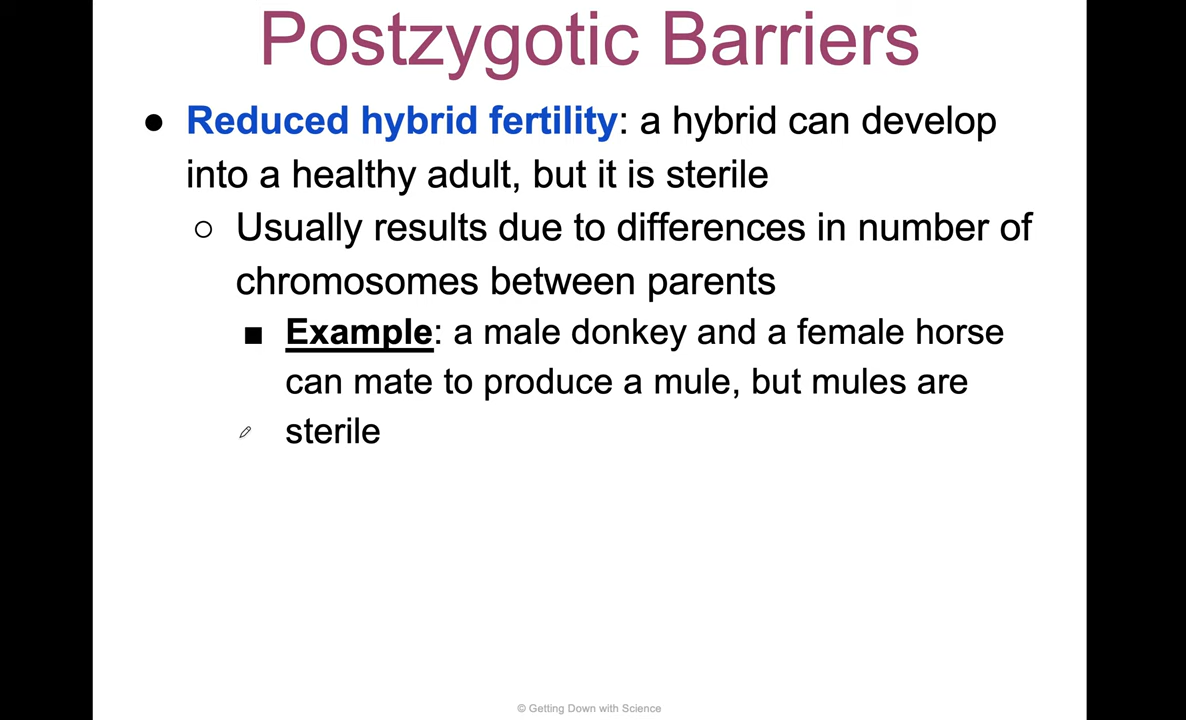 Postzygotic Barriers
● Reduced hybrid fertility: a hybrid can develop
into a healthy adult, but it is sterile
○ Usually results due to differences in number of
chromosomes between parents
■ Example: a male donkey and a female horse
can mate to produce a mule, but mules are
sterile
© Getting Down with Science